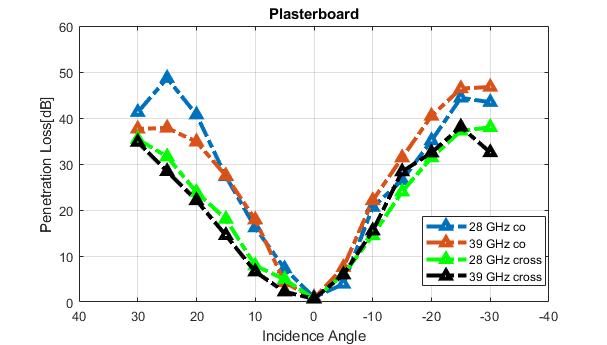 Plasterboard
60
50
40
30
20
10
0
Penetration Loss[dB]
40 30 20 10 0 -10 -20 -30 -40
Incidence Angle
28 GHz co
39 GHz co
28 GHz cross
39 GHz cross